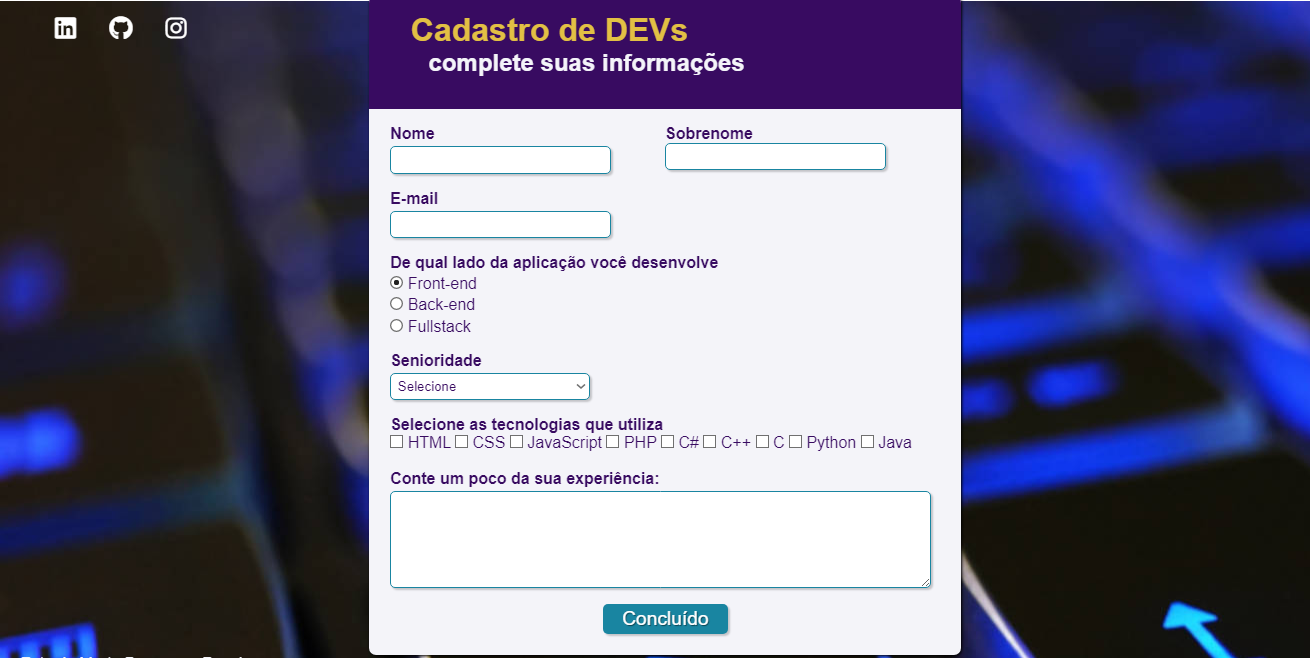 Cadastro de DEVs
complete suas informações
Nome
Sobrenome
E-mail
De qual lado da aplicação você desenvolve
Front-end
Back-end
Fullstack
Senioridade
Selecione
Selecione as tecnologias que utiliza
HTML CSS JavaScript PHP C# C++ C Python Java
Conte um poco da sua experiência:
Concluído